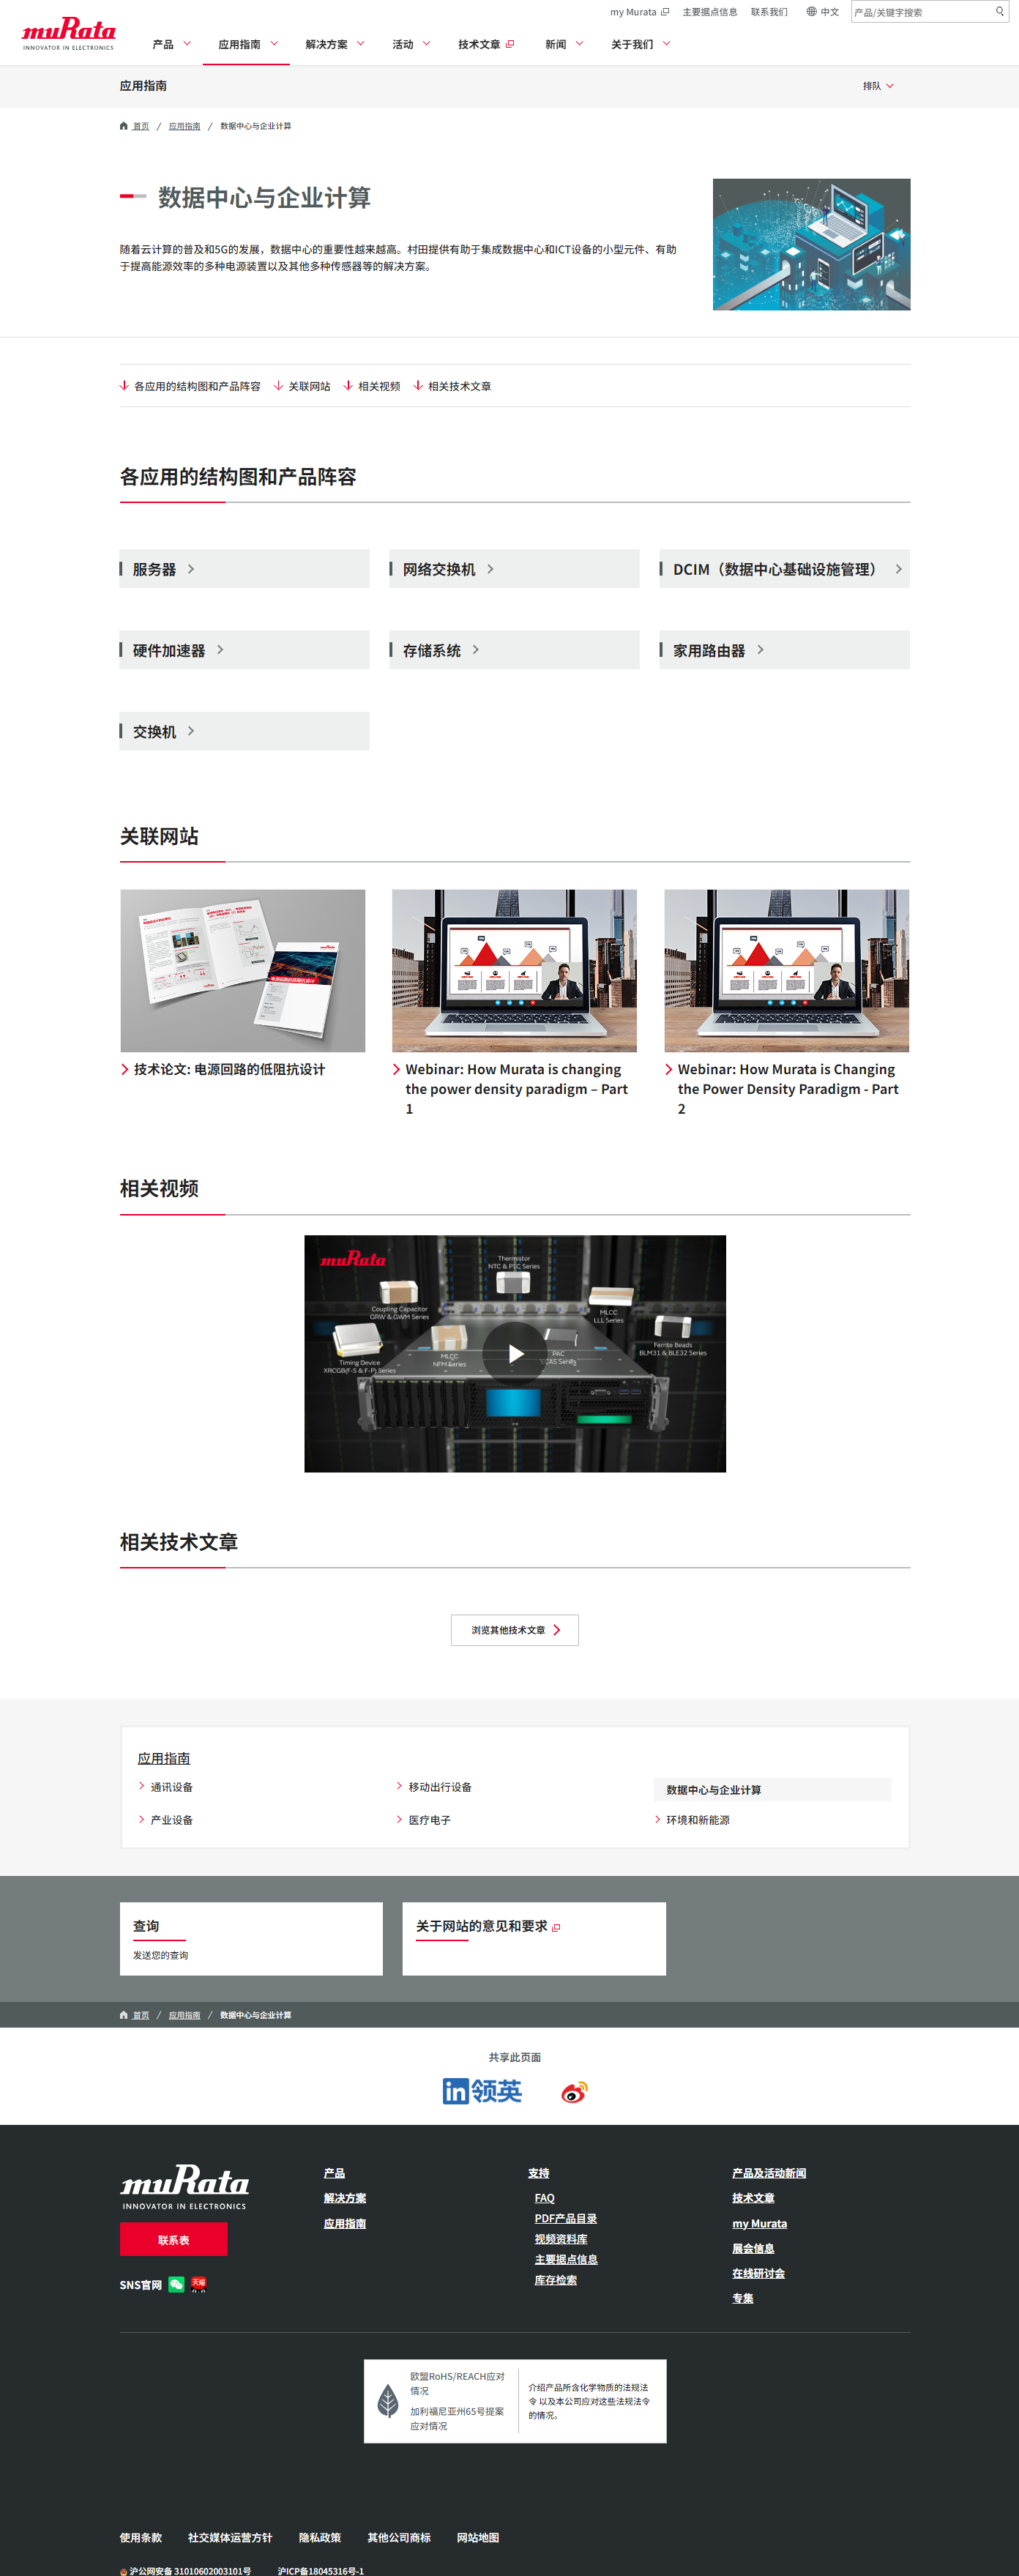 my Murata 主要据点信息 联系我们 中文 产品/关键字搜索
muRata
INNOVATOR IN ELECTRONICS
产品 应用指南 解决方案 活动 技术文章 新闻 关于我们
应用指南 排队
首页 / 应用指南 / 数据中心与企业计算
数据中心与企业计算
随着云计算的普及和5G的发展，数据中心的重要性越来越高。村田提供有助于集成数据中心和ICT设备的小型元件、有助
于提高能源效率的多种电源装置以及其他多种传感器等的解决方案。
各应用的结构图和产品阵容 关联网站 相关视频 相关技术文章
各应用的结构图和产品阵容
服务器 网络交换机 DCIM（数据中心基础设施管理）
硬件加速器 存储系统 家用路由器
交换机
关联网站
技术论文: 电源回路的低阻抗设计
Webinar: How Murata is changing
the power density paradigm – Part
1
Webinar: How Murata is Changing
the Power Density Paradigm - Part
2
相关视频
muRata
Thermistor
NTC & PTC Series
Coupling Capacitor
GRW & GWM Series
MLCC
LLL Series
Timing Device
XRCGB(F-S & F-P) Series
MLCC
NFM Series
PAC
Ferrite Beads
BLM31 & BLE32 Series
相关技术文章
浏览其他技术文章
应用指南
通讯设备 移动出行设备 数据中心与企业计算
产业设备 医疗电子 环境和新能源
查询
发送您的查询
关于网站的意见和要求
首页 / 应用指南 / 数据中心与企业计算
共享此页面
in领英
muRata
INNOVATOR IN ELECTRONICS
联系表
SNS官网
天猫
产品
解决方案
应用指南
支持
FAQ
PDF产品目录
视频资料库
主要据点信息
库存检索
产品及活动新闻
技术文章
my Murata
展会信息
在线研讨会
专集
欧盟RoHS/REACH应对
情况
加利福尼亚州65号提案
应对情况
介绍产品所含化学物质的法规法
令 以及本公司应对这些法规法令
的情况。
使用条款 社交媒体运营方针 隐私政策 其他公司商标 网站地图
沪公网安备 31010602003101号 沪ICP备18045316号-1